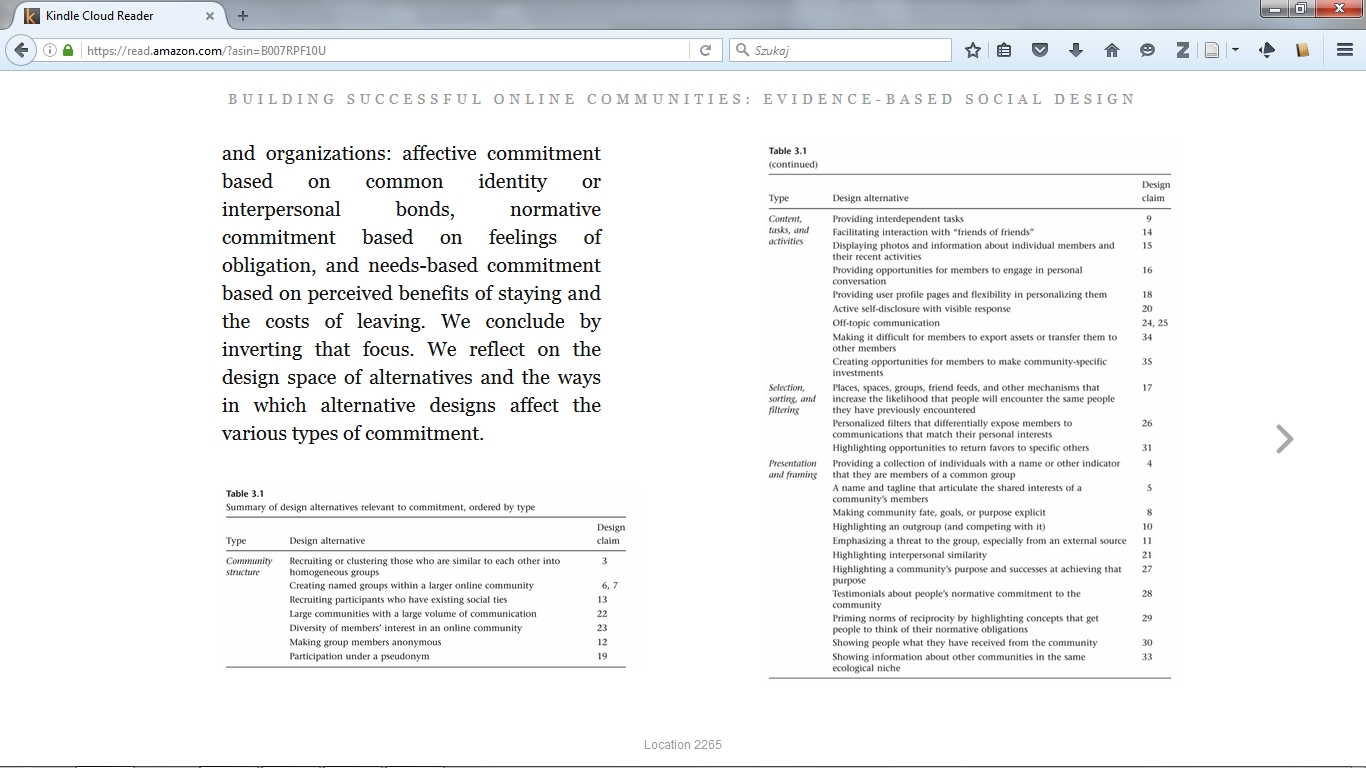 Kindle Cloud Reader
https://read.amazon.com/?asin=B007RPF10U
Szukaj
BUILDING SUCCESSFUL ONLINE COMMUNITIES: EVIDENCE-BASED SOCIAL DESIGN
and organizations: affective commitment
based on common identity or
interpersonal bonds, normative
commitment based on feelings of
obligation, and needs-based commitment
based on perceived benefits of staying and
the costs of leaving. We conclude by
inverting that focus. We reflect on the
design space of alternatives and the ways
in which alternative designs affect the
various types of commitment.
Table 3.1
Summary of design alternatives relevant to commitment, ordered by type
Design
Type Design alternative claim
Community Recruiting or clustering those who are similar to each other into 3
structure homogeneous groups
Creating named groups within a larger online community 6, 7
Recruiting participants who have existing social ties 13
Large communities with a large volume of communication 22
Diversity of members' interest in an online community 23
Making group members anonymous 12
Participation under a pseudonym 19
Table 3.1
(continued)
Design
Type Design alternative claim
Content, Providing interdependent tasks 9
tasks, and Facilitating interaction with "friends of friends" 14
activities Displaying photos and information about individual members and 15
their recent activities
Providing opportunities for members to engage in personal 16
conversation
Providing user profile pages and flexibility in personalizing them 18
Active self-disclosure with visible response 20
Off-topic communication 24, 25
Making it difficult for members to export assets or transfer them to 34
other members
Creating opportunities for members to make community-specific 35
investments
Selection, Places, spaces, groups, friend feeds, and other mechanisms that 17
sorting, and increase the likelihood that people will encounter the same people
filtering they have previously encountered
Personalized filters that differentially expose members to 26
communications that match their personal interests
Highlighting opportunities to return favors to specific others 31
Presentation Providing a collection of individuals with a name or other indicator 4
and framing that they are members of a common group
A name and tagline that articulate the shared interests of a 5
community's members
Making community fate, goals, or purpose explicit 8
Highlighting an outgroup (and competing with it) 10
Emphasizing a threat to the group, especially from an external source 11
Highlighting interpersonal similarity 21
Highlighting a community's purpose and successes at achieving that 27
purpose
Testimonials about people's normative commitment to the 28
community
Priming norms of reciprocity by highlighting concepts that get 29
people to think of their normative obligations
Showing people what they have received from the community 30
Showing information about other communities in the same 33
ecological niche
Location 2265